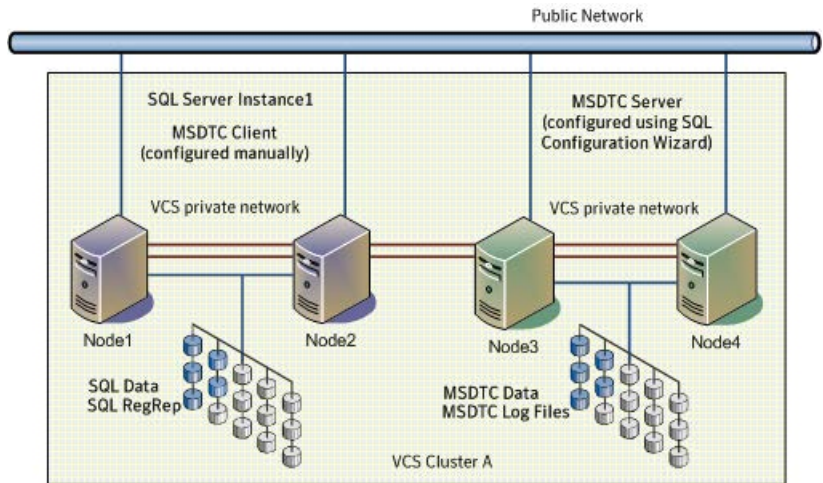 Public Network
SQL Server Instance1
MSDTC Client
(configured manually)
MSDTC Server
(configured using SQL
Configuration Wizard)
VCS private network
VCS private network
Node1
Node2
Node3
Node4
SQL Data
SQL RegRep
MSDTC Data
MSDTC Log Files
VCS Cluster A